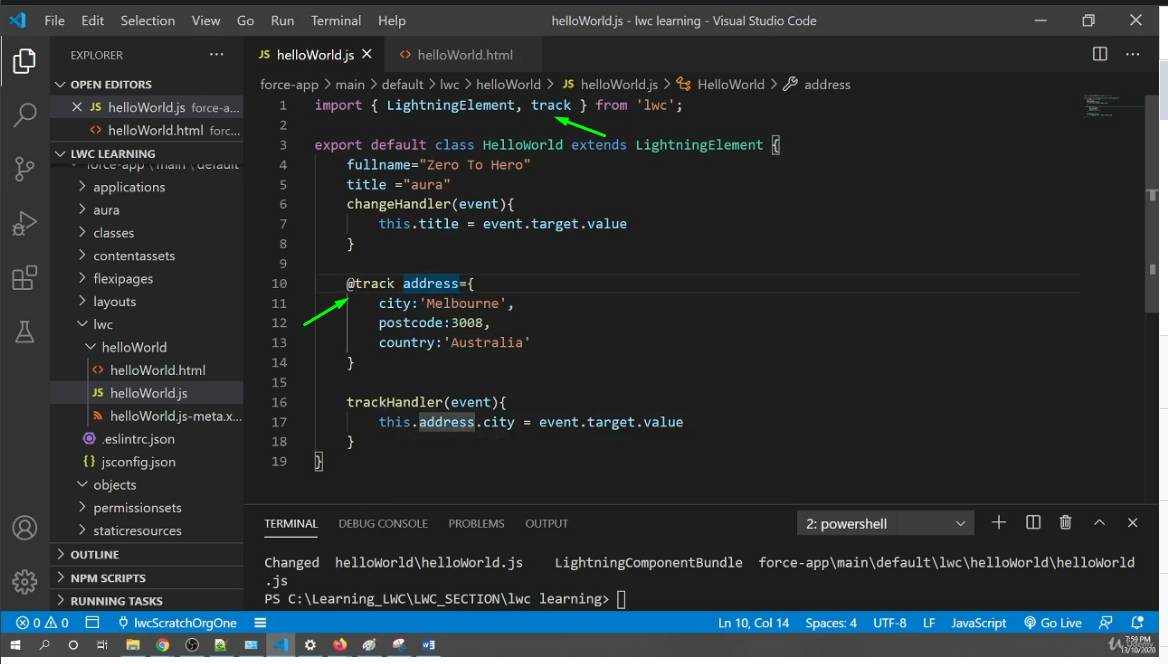 File Edit Selection View Go Run Terminal Help helloWorld.js - lwc learning - Visual Studio Code
EXPLORER
OPEN EDITORS
JS helloWorld.js force-a...
helloWorld.html forc...
LWC LEARNING
force-app \ main \ default
applications
aura
classes
contentassets
flexipages
layouts
lwc
helloWorld
helloWorld.html
JS helloWorld.js
helloWorld.js-meta.x...
.eslintrc.json
jsconfig.json
objects
permissionsets
staticresources
OUTLINE
NPM SCRIPTS
RUNNING TASKS
JS helloWorld.js helloWorld.html
force-app > main > default > lwc > helloWorld > JS helloWorld.js > HelloWorld > address
1 import { LightningElement, track } from 'lwc';
2
3 export default class HelloWorld extends LightningElement {
4 fullname="Zero To Hero"
5 title ="aura"
6 changeHandler(event){
7 this.title = event.target.value
8 }
9
10 @track address={
11 city:'Melbourne',
12 postcode:3008,
13 country:'Australia'
14 }
15
16 trackHandler(event){
17 this.address.city = event.target.value
18 }
19 }
TERMINAL DEBUG CONSOLE PROBLEMS OUTPUT 2: powershell
Changed helloWorld\helloWorld.js LightningComponentBundle force-app\main\default\lwc\helloWorld\helloWorld
.js
PS C:\Learning_LWC\LWC_SECTION\lwc learning>
0 0 lwcScratchOrgOne Ln 10, Col 14 Spaces: 4 UTF-8 LF JavaScript Go Live
7:59 PM
13/10/2020
Udemy